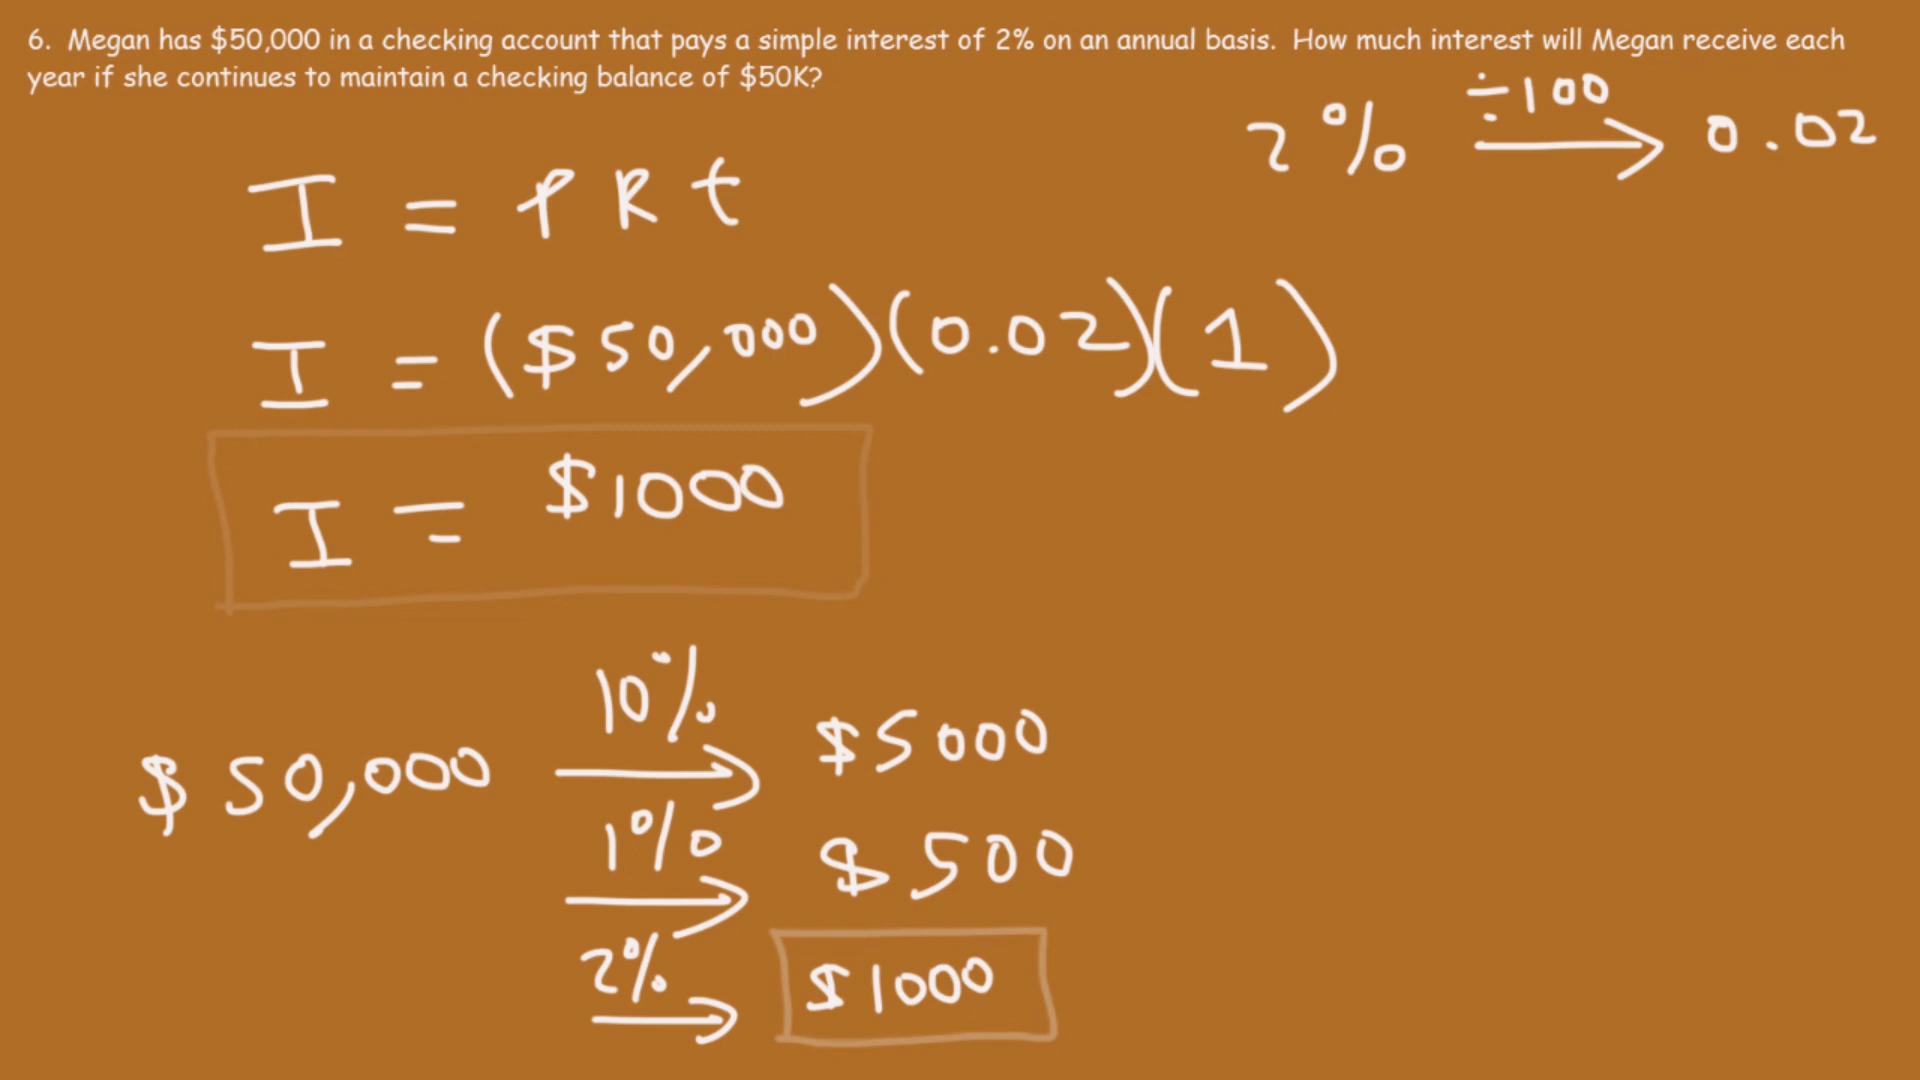 6. Megan has $50,000 in a checking account that pays a simple interest of 2% on an annual basis. How much interest will Megan receive each
year if she continues to maintain a checking balance of $50K?
2% ÷100 → 0.02
I = PRt
I = ($50,000)(0.02)(1)
I = $1000
$50,000 10% → $5000
1% → $500
2% → $1000